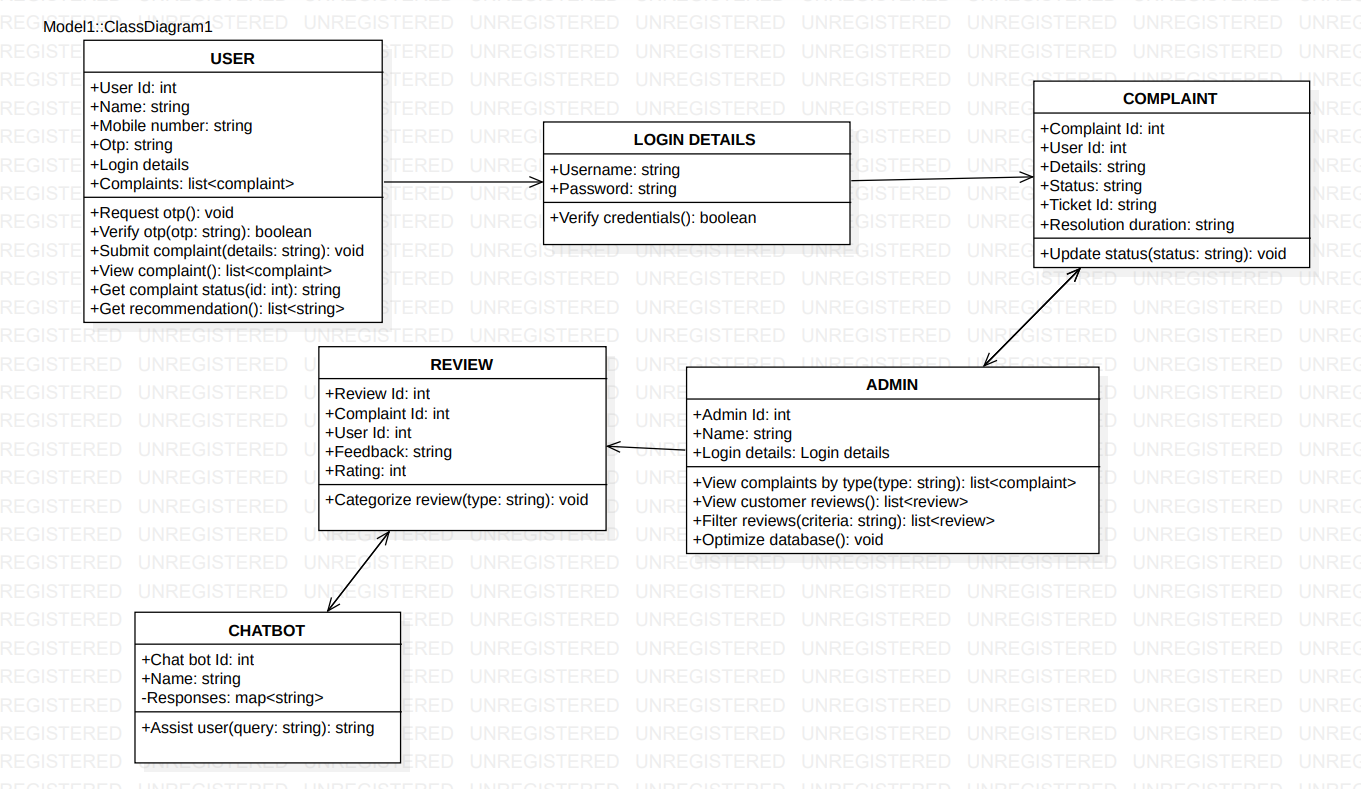 Model1::ClassDiagram1
USER
+User Id: int
+Name: string
+Mobile number: string
+Otp: string
+Login details
+Complaints: list<complaint>
+Request otp(): void
+Verify otp(otp: string): boolean
+Submit complaint(details: string): void
+View complaint(): list<complaint>
+Get complaint status(id: int): string
+Get recommendation(): list<string>
LOGIN DETAILS
+Username: string
+Password: string
+Verify credentials(): boolean
COMPLAINT
+Complaint Id: int
+User Id: int
+Details: string
+Status: string
+Ticket Id: string
+Resolution duration: string
+Update status(status: string): void
REVIEW
+Review Id: int
+Complaint Id: int
+User Id: int
+Feedback: string
+Rating: int
+Categorize review(type: string): void
ADMIN
+Admin Id: int
+Name: string
+Login details: Login details
+View complaints by type(type: string): list<complaint>
+View customer reviews(): list<review>
+Filter reviews(criteria: string): list<review>
+Optimize database(): void
CHATBOT
+Chat bot Id: int
+Name: string
-Responses: map<string>
+Assist user(query: string): string
UNREGISTERED